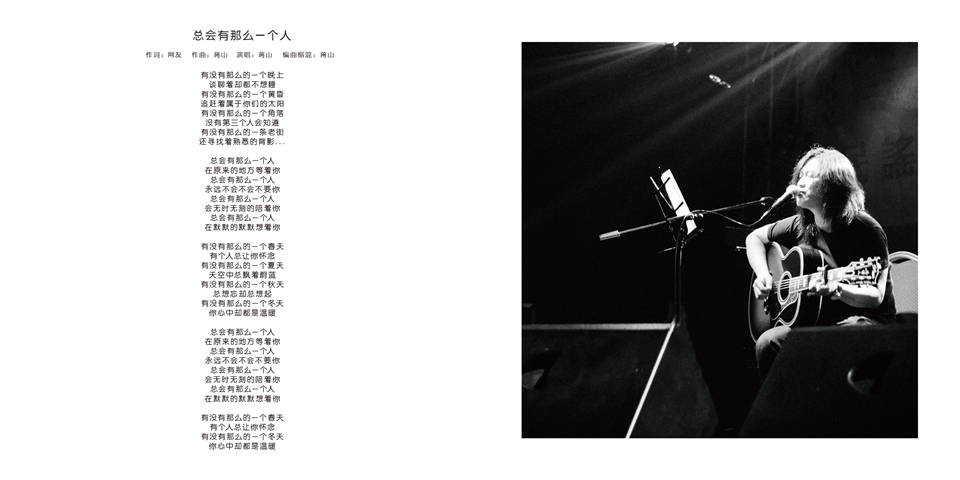 总会有那么一个人
作词：网友 作曲：蒋山 演唱：蒋山 编曲缩混：蒋山
有没有那么的一个晚上
谈聊着却都不想睡
有没有那么的一个黄昏
追赶着属于你们的太阳
有没有那么的一个角落
没有第三个人会知道
有没有那么的一条老街
还寻找着熟悉的背影...
总会有那么一个人
在原来的地方等着你
总会有那么一个人
永远不会不会不要你
总会有那么一个人
会无时无刻的陪着你
总会有那么一个人
在默默的默默想着你
有没有那么的一个春天
有个人总让你怀念
有没有那么的一个夏天
天空中总飘着蔚蓝
有没有那么的一个秋天
总想忘却总想起
有没有那么的一个冬天
你心中却都是温暖
总会有那么一个人
在原来的地方等着你
总会有那么一个人
永远不会不会不要你
总会有那么一个人
会无时无刻的陪着你
总会有那么一个人
在默默的默默想着你
有没有那么的一个春天
有个人总让你怀念
有没有那么的一个冬天
你心中却都是温暖